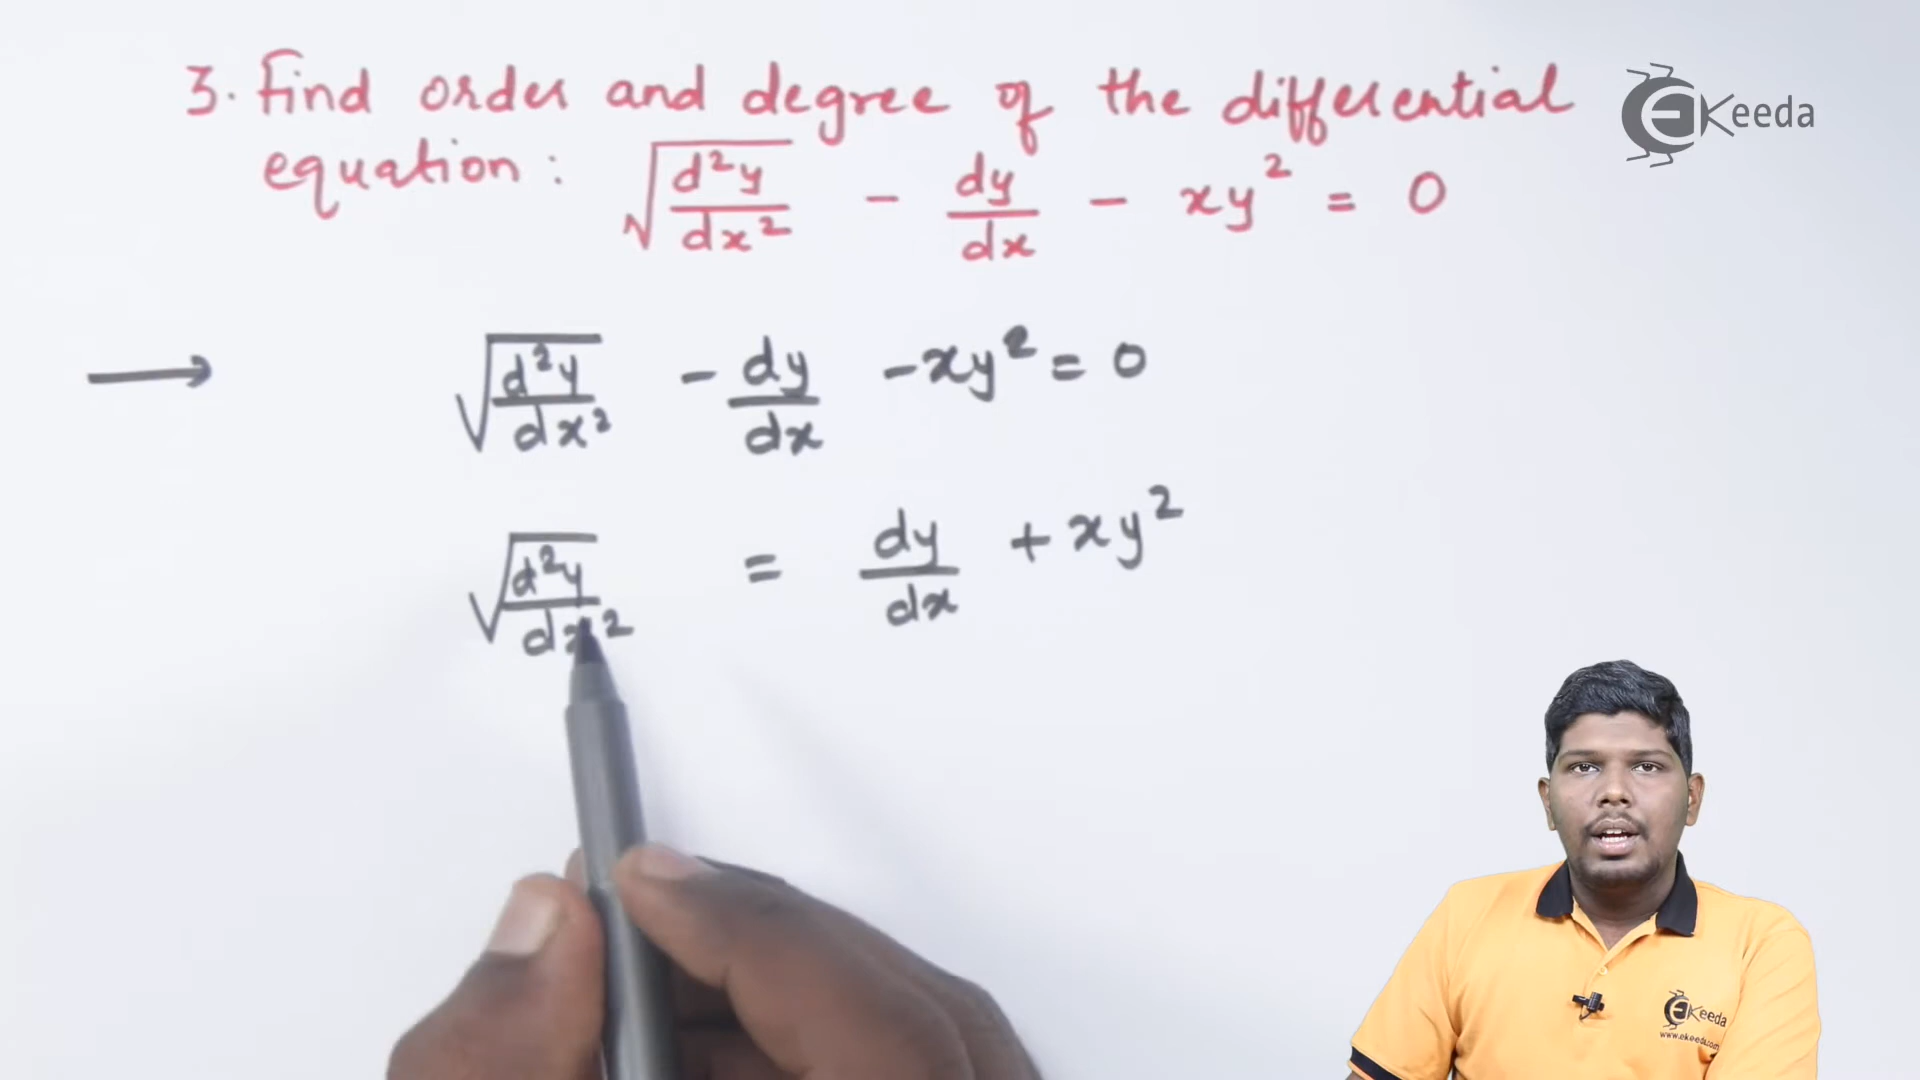 3. Find order and degree of the differential
equation : √(d²y/dx²) - dy/dx - xy² = 0
EKeeda
→ √(d²y/dx²) - dy/dx - xy² = 0
√(d²y/dx²) = dy/dx + xy²
EKeeda
www.ekeeda.com